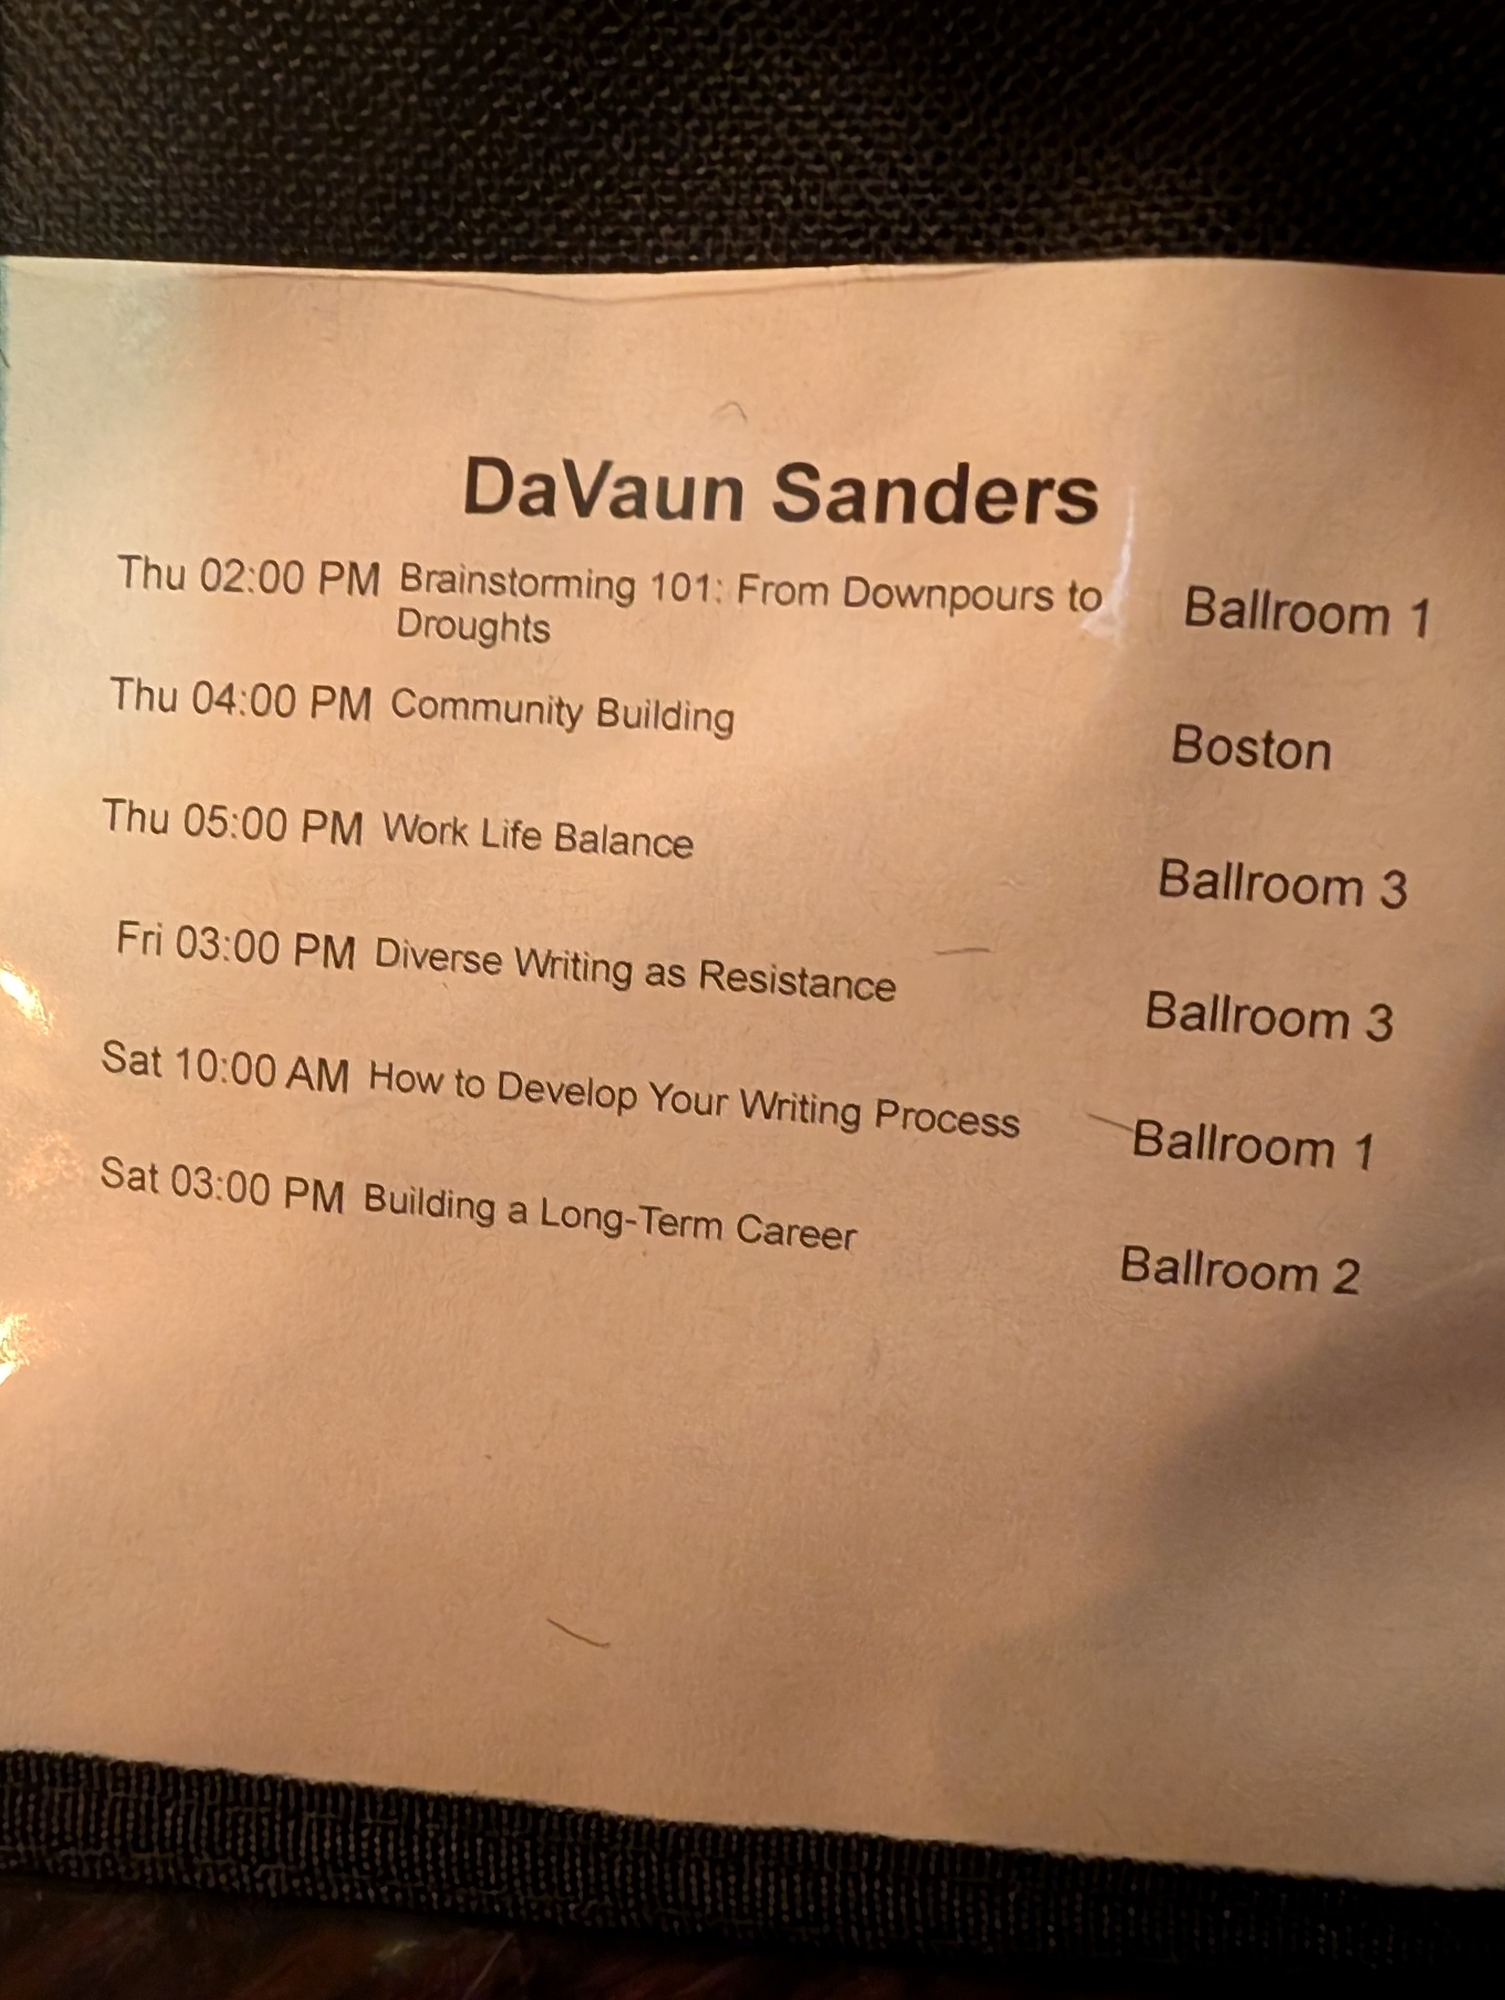 DaVaun Sanders
Thu 02:00 PM Brainstorming 101: From Downpours to Ballroom 1
Droughts
Thu 04:00 PM Community Building Boston
Thu 05:00 PM Work Life Balance Ballroom 3
Fri 03:00 PM Diverse Writing as Resistance Ballroom 3
Sat 10:00 AM How to Develop Your Writing Process Ballroom 1
Sat 03:00 PM Building a Long-Term Career Ballroom 2